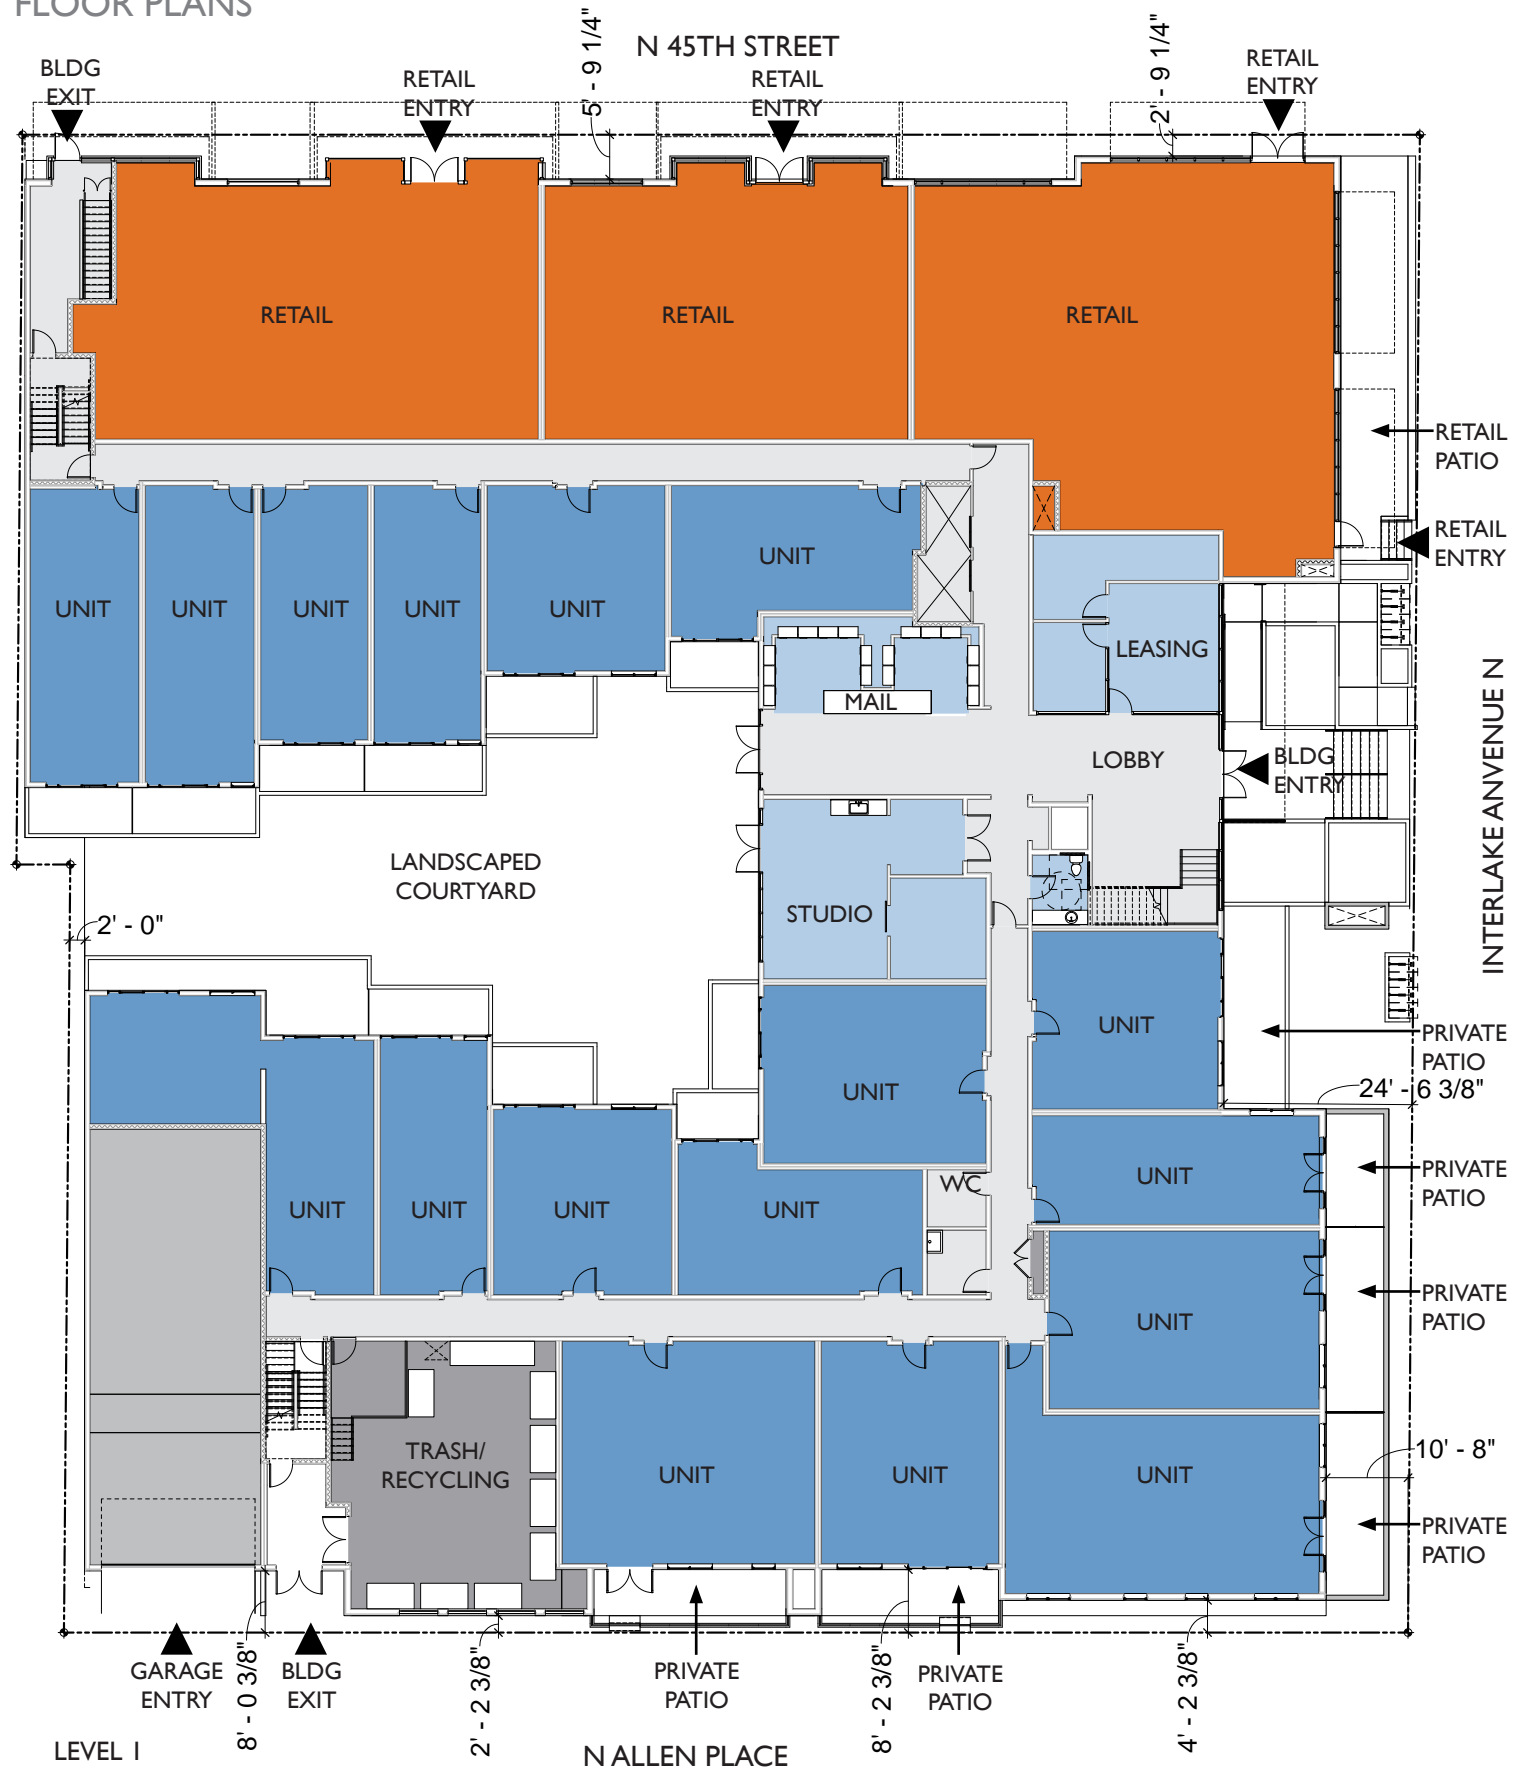 FLOOR PLANS
N 45TH STREET
BLDG
EXIT
RETAIL
ENTRY
5' - 9 1/4"
RETAIL
ENTRY
2' - 9 1/4"
RETAIL
ENTRY
RETAIL
RETAIL
RETAIL
RETAIL
PATIO
RETAIL
ENTRY
UNIT
UNIT
UNIT
UNIT
UNIT
UNIT
LEASING
MAIL
LOBBY
BLDG
ENTRY
INTERLAKE ANVENUE N
LANDSCAPED
COURTYARD
STUDIO
2' - 0"
UNIT
PRIVATE
PATIO
24' - 6 3/8"
UNIT
UNIT
PRIVATE
PATIO
WC
UNIT
UNIT
UNIT
UNIT
PRIVATE
PATIO
UNIT
TRASH/
RECYCLING
UNIT
UNIT
UNIT
10' - 8"
PRIVATE
PATIO
GARAGE
ENTRY
8' - 0 3/8"
BLDG
EXIT
2' - 2 3/8"
PRIVATE
PATIO
8' - 2 3/8"
PRIVATE
PATIO
4' - 2 3/8"
LEVEL 1
N ALLEN PLACE